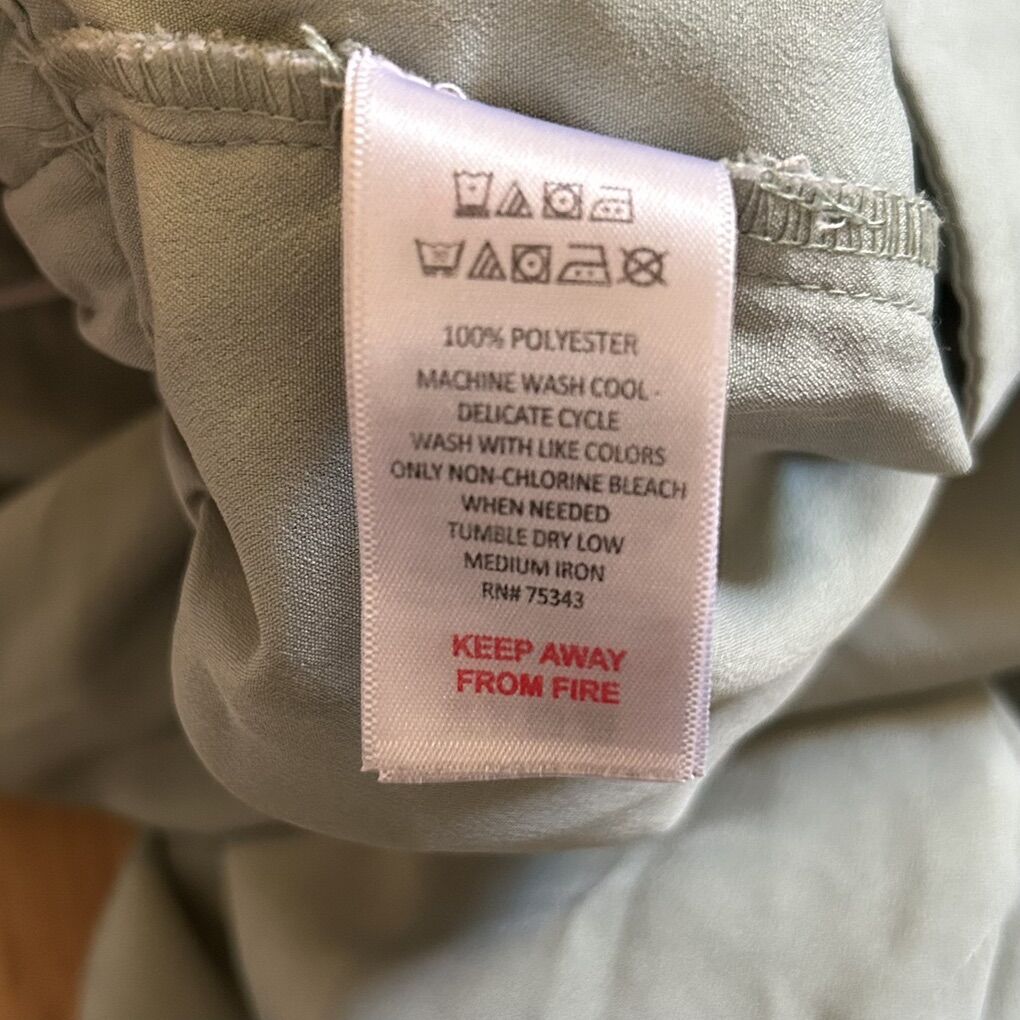 100% POLYESTER
MACHINE WASH COOL -
DELICATE CYCLE
WASH WITH LIKE COLORS
ONLY NON-CHLORINE BLEACH
WHEN NEEDED
TUMBLE DRY LOW
MEDIUM IRON
RN# 75343
KEEP AWAY
FROM FIRE